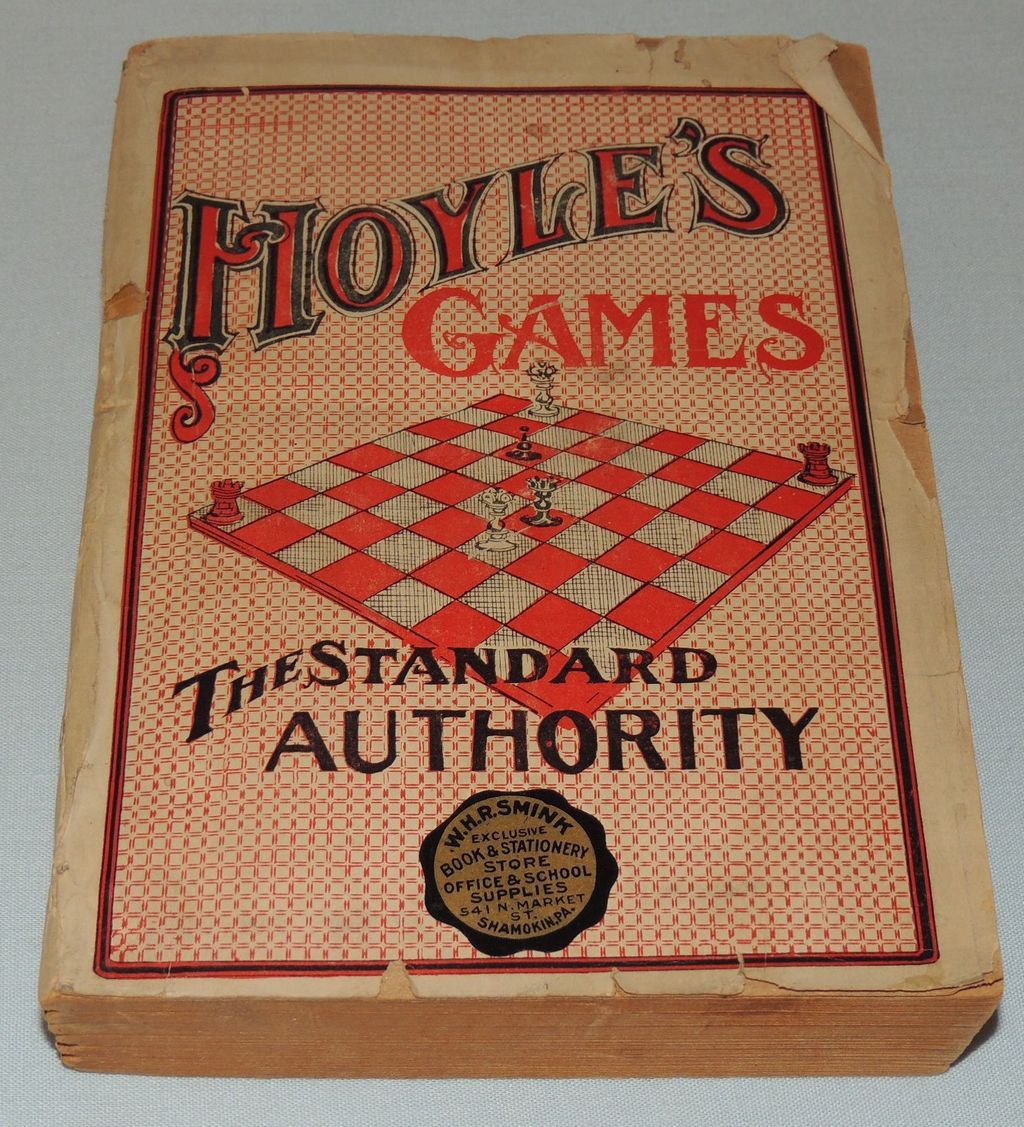 HOYLE'S
GAMES
THE STANDARD
AUTHORITY
W.H.R.SMINK
EXCLUSIVE
BOOK & STATIONERY
STORE
OFFICE & SCHOOL
SUPPLIES
541 N. MARKET
ST.
SHAMOKIN, PA.